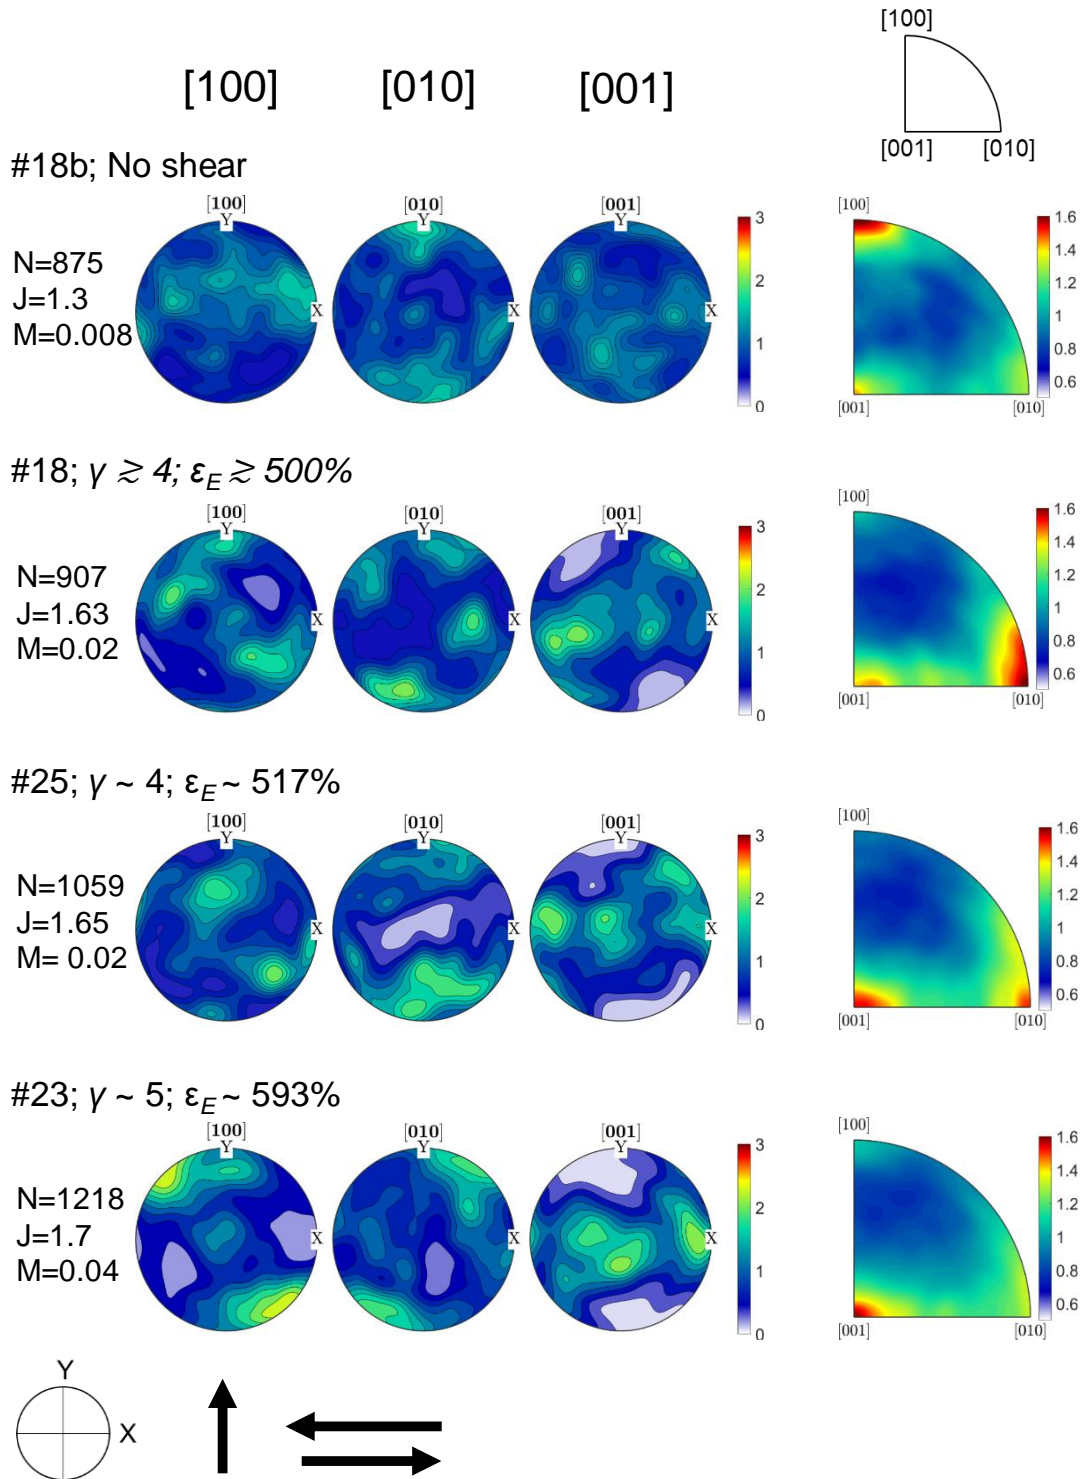 [100]
[100] [010] [001]
[001] [010]
#18b; No shear
[100] [010] [001]
Y Y Y
X X X
N=875
J=1.3
M=0.008
3
2
1
0
[100]
[001] [010]
1.6
1.4
1.2
1
0.8
0.6
#18; γ ≳ 4; ε_E ≳ 500%
[100] [010] [001]
Y Y Y
X X X
N=907
J=1.63
M=0.02
3
2
1
0
[100]
[001] [010]
1.6
1.4
1.2
1
0.8
0.6
#25; γ ~ 4; ε_E ~ 517%
[100] [010] [001]
Y Y Y
X X X
N=1059
J=1.65
M= 0.02
3
2
1
0
[100]
[001] [010]
1.6
1.4
1.2
1
0.8
0.6
#23; γ ~ 5; ε_E ~ 593%
[100] [010] [001]
Y Y Y
X X X
N=1218
J=1.7
M=0.04
3
2
1
0
[100]
[001] [010]
1.6
1.4
1.2
1
0.8
0.6
Y
X